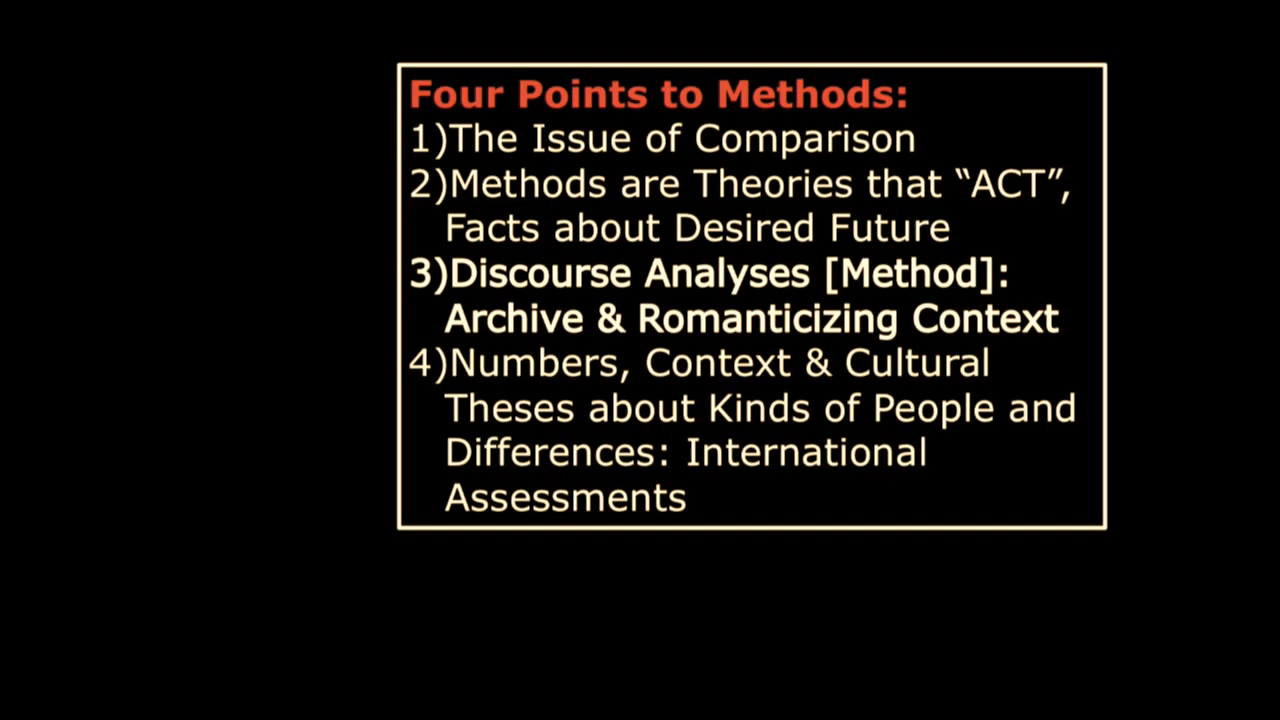 Four Points to Methods:
1)The Issue of Comparison
2)Methods are Theories that “ACT”,
Facts about Desired Future
3)Discourse Analyses [Method]:
Archive & Romanticizing Context
4)Numbers, Context & Cultural
Theses about Kinds of People and
Differences: International
Assessments